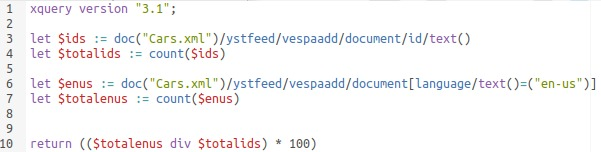 1 xquery version "3.1";
2
3 let $ids := doc("Cars.xml")/ystfeed/vespaadd/document/id/text()
4 let $totalids := count($ids)
5
6 let $enus := doc("Cars.xml")/ystfeed/vespaadd/document[language/text()=("en-us")]
7 let $totalenus := count($enus)
8
9
10 return (($totalenus div $totalids) * 100)